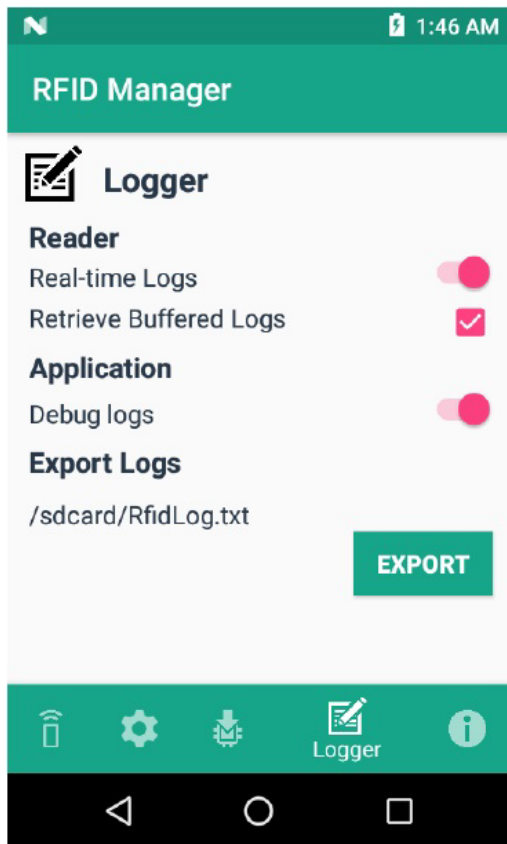 1:46 AM
RFID Manager
Logger
Reader
Real-time Logs
Retrieve Buffered Logs
Application
Debug logs
Export Logs
/sdcard/RfidLog.txt
EXPORT
Logger